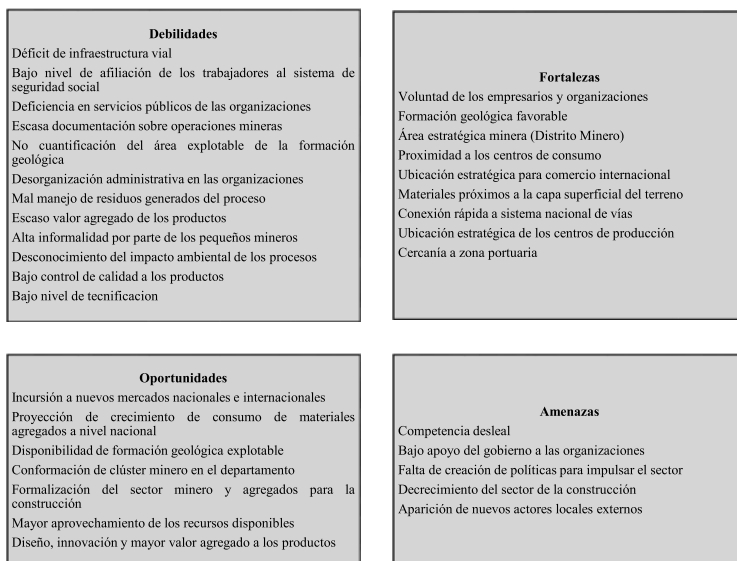 Debilidades
Déficit de infraestructura vial
Bajo nivel de afiliación de los trabajadores al sistema de
seguridad social
Deficiencia en servicios públicos de las organizaciones
Escasa documentación sobre operaciones mineras
No cuantificación del área explotable de la formación
geológica
Desorganización administrativa en las organizaciones
Mal manejo de residuos generados del proceso
Escaso valor agregado de los productos
Alta informalidad por parte de los pequeños mineros
Desconocimiento del impacto ambiental de los procesos
Bajo control de calidad a los productos
Bajo nivel de tecnificacion
Fortalezas
Voluntad de los empresarios y organizaciones
Formación geológica favorable
Área estratégica minera (Distrito Minero)
Proximidad a los centros de consumo
Ubicación estratégica para comercio internacional
Materiales próximos a la capa superficial del terreno
Conexión rápida a sistema nacional de vías
Ubicación estratégica de los centros de producción
Cercanía a zona portuaria
Oportunidades
Incursión a nuevos mercados nacionales e internacionales
Proyección de crecimiento de consumo de materiales
agregados a nivel nacional
Disponibilidad de formación geológica explotable
Conformación de clúster minero en el departamento
Formalización del sector minero y agregados para la
construcción
Mayor aprovechamiento de los recursos disponibles
Diseño, innovación y mayor valor agregado a los productos
Amenazas
Competencia desleal
Bajo apoyo del gobierno a las organizaciones
Falta de creación de políticas para impulsar el sector
Decrecimiento del sector de la construcción
Aparición de nuevos actores locales externos